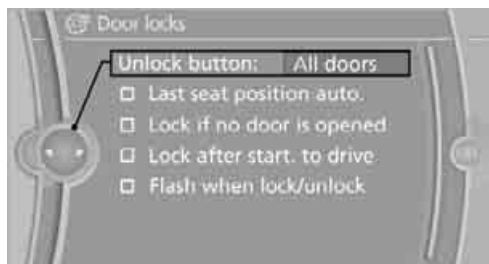 Door locks
Unlock button: All doors
Last seat position auto.
Lock if no door is opened
Lock after start. to drive
Flash when lock/unlock